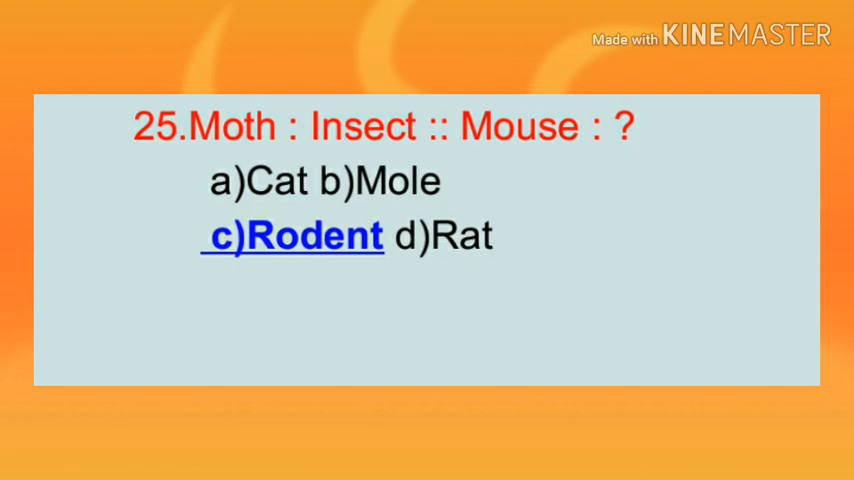 Made with KINEMASTER
25.Moth : Insect :: Mouse : ?
a)Cat b)Mole
c)Rodent d)Rat